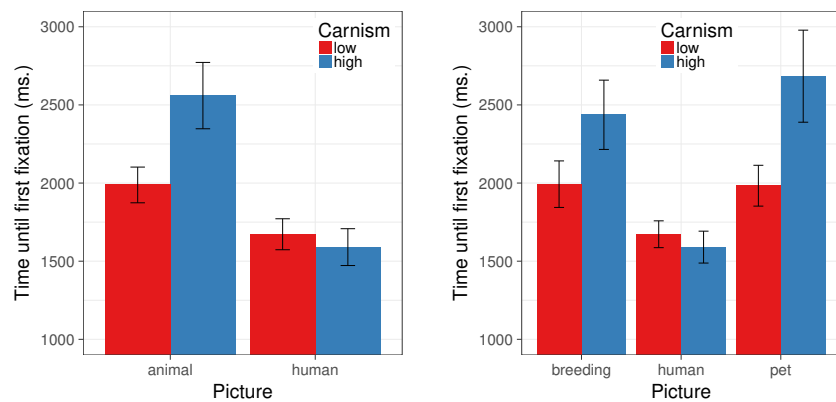 Time until first fixation (ms.)
3000
2500
2000
1500
1000
Carnism
low
high
animal
human
Picture
Time until first fixation (ms.)
3000
2500
2000
1500
1000
Carnism
low
high
breeding
human
pet
Picture